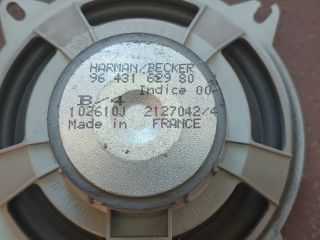 HARMAN/BECKER
96 431 629 80
Indice 00
B/4
102610J 2127042/4
Made in FRANCE